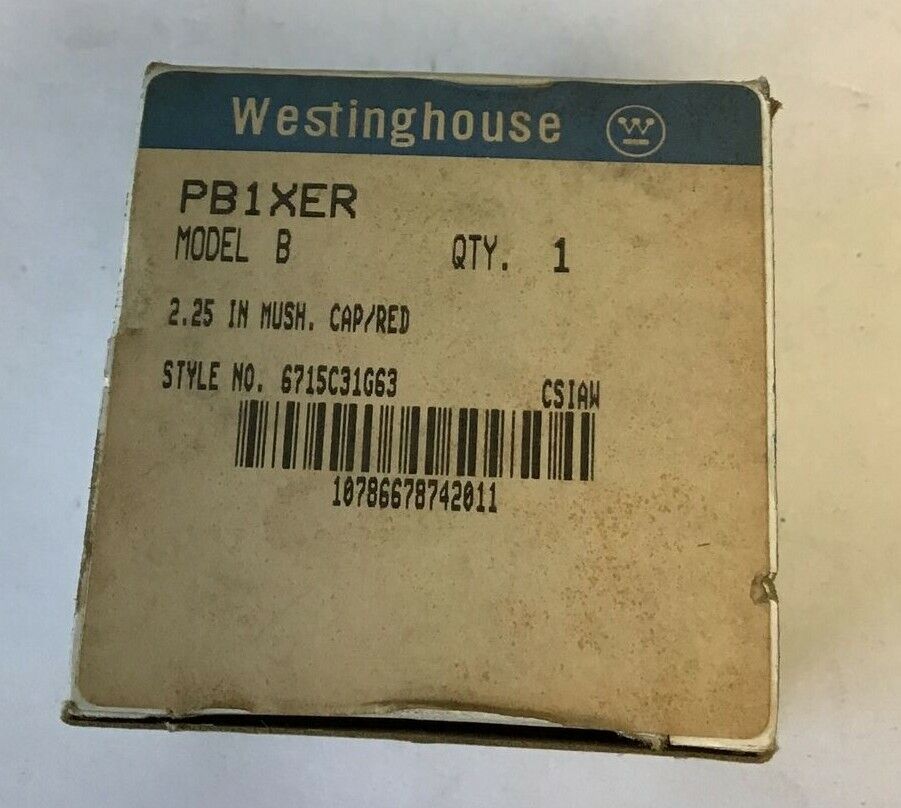 Westinghouse W
PB1XER
MODEL B QTY. 1
2.25 IN MUSH. CAP/RED
STYLE NO. 6715C31G63 CSIAW
10786678742011